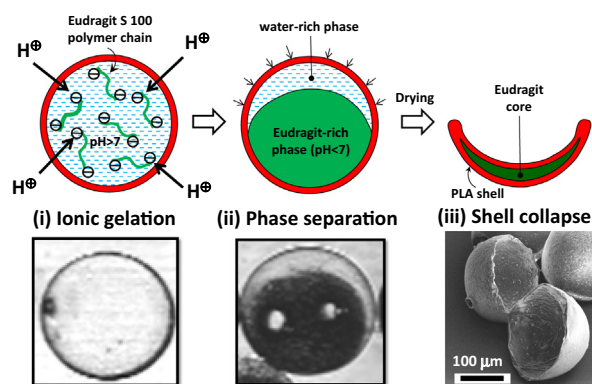 Eudragit S 100
polymer chain
H⊕
H⊕
H⊕
H⊕
⊖
⊖
⊖
⊖
⊖
⊖
⊖
⊖
⊖
pH>7
water-rich phase
Eudragit-rich
phase (pH<7)
Drying
Eudragit
core
PLA shell
(i) Ionic gelation
(ii) Phase separation
(iii) Shell collapse
100 μm